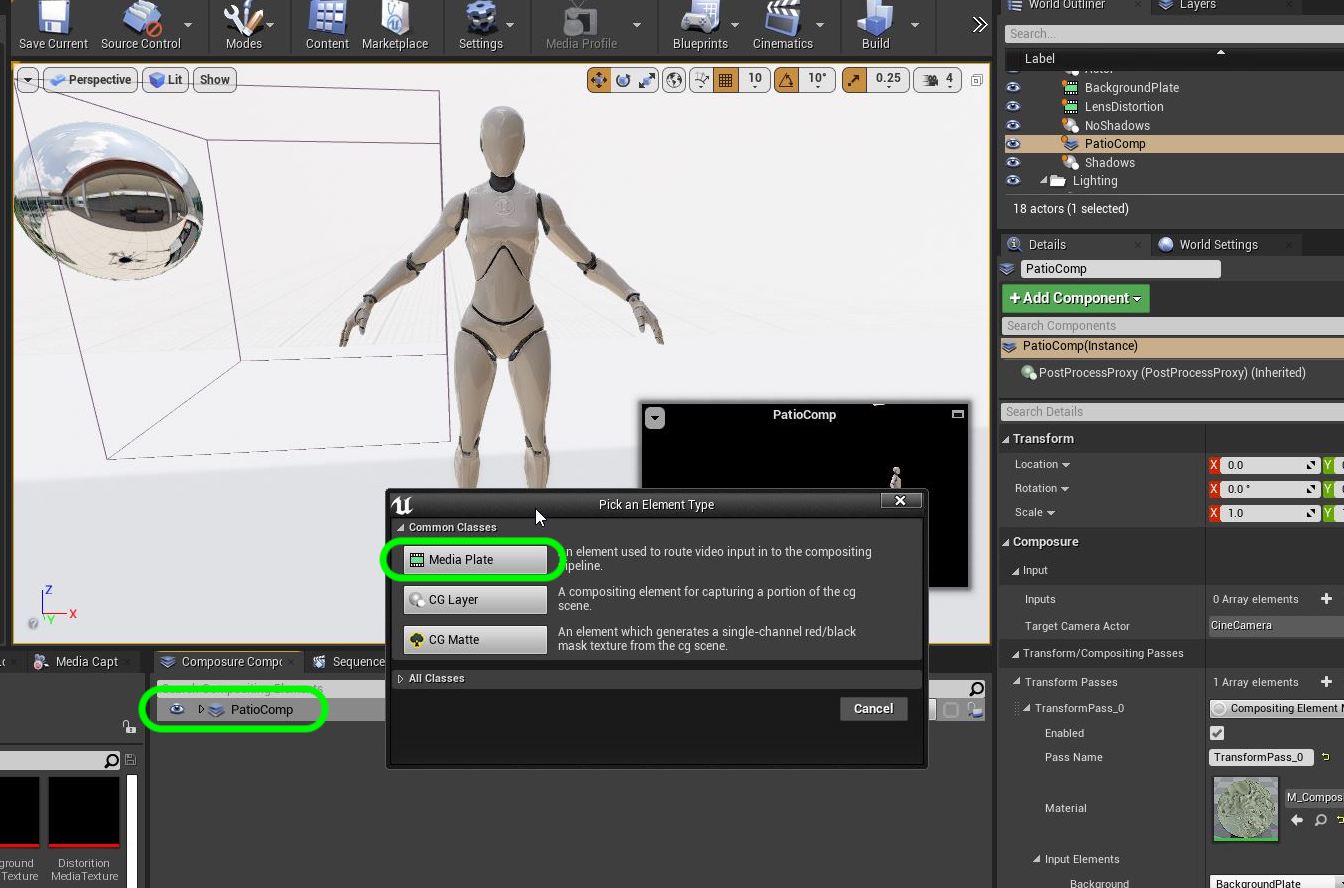 Save Current
Source Control
Modes
Content
Marketplace
Settings
Media Profile
Blueprints
Cinematics
Build
World Outliner
Layers
Search...
Label
Actor
BackgroundPlate
LensDistortion
NoShadows
PatioComp
Shadows
Lighting
18 actors (1 selected)
Perspective
Lit
Show
10
10°
0.25
4
Details
World Settings
PatioComp
+Add Component
Search Components
PatioComp(Instance)
PostProcessProxy (PostProcessProxy) (Inherited)
Search Details
Transform
Location
X 0.0 Y
Rotation
X 0.0 ° Y
Scale
X 1.0 Y
Composure
Input
Inputs
0 Array elements
Target Camera Actor
CineCamera
Transform/Compositing Passes
Transform Passes
1 Array elements
TransformPass_0
Compositing Element M
Enabled
Pass Name
TransformPass_0
Material
M_Compos
Input Elements
Background
BackgroundPlate
PatioComp
Z
X
Y
Pick an Element Type
Common Classes
Media Plate
An element used to route video input in to the compositing
pipeline.
CG Layer
A compositing element for capturing a portion of the cg
scene.
CG Matte
An element which generates a single-channel red/black
mask texture from the cg scene.
All Classes
Cancel
Media Capt
Composure Compo
Sequence
Search Compositing Elements
PatioComp
ground
Texture
Distorition
MediaTexture